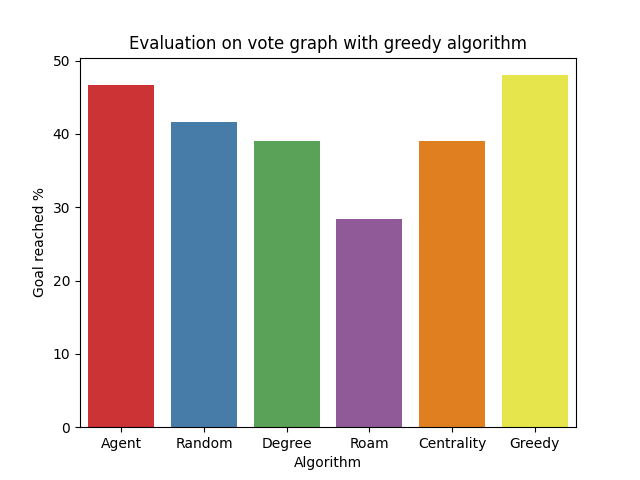 Evaluation on vote graph with greedy algorithm
Goal reached %
50
40
30
20
10
0
Agent Random Degree Roam Centrality Greedy
Algorithm